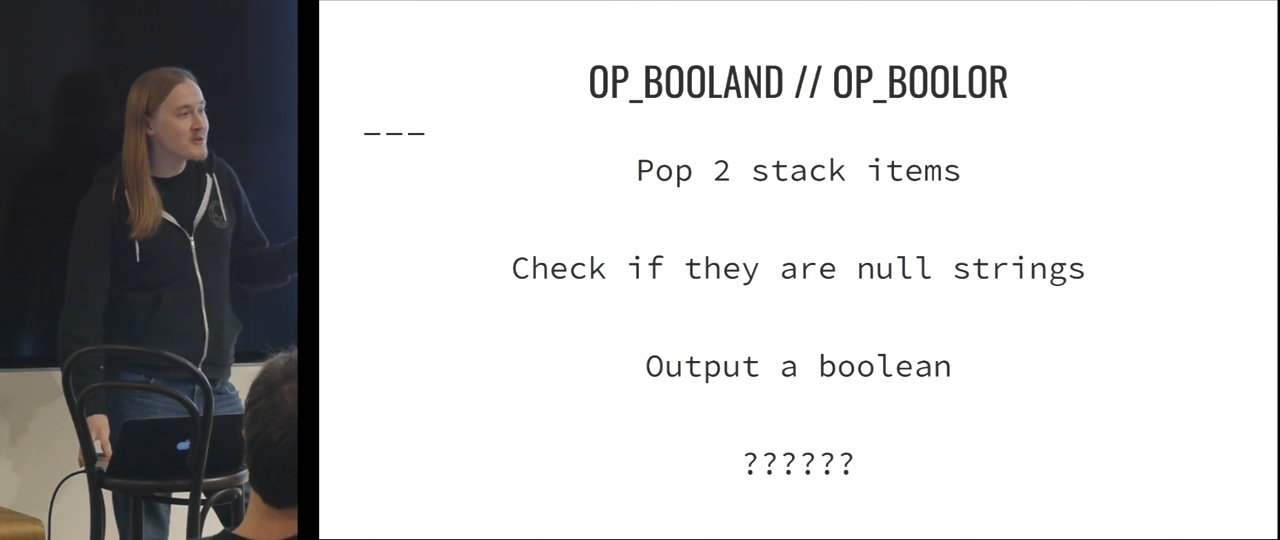 OP_BOOLAND // OP_BOOLOR
---
Pop 2 stack items
Check if they are null strings
Output a boolean
??????